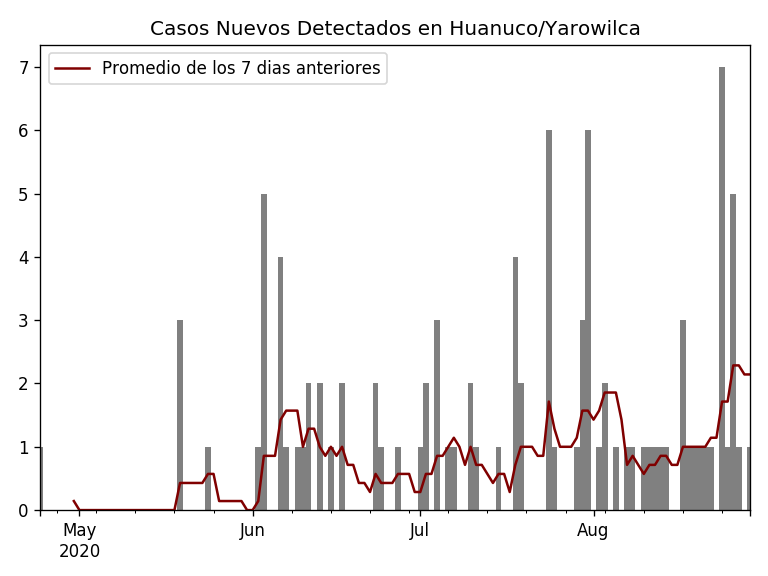 Casos Nuevos Detectados en Huanuco/Yarowilca
Promedio de los 7 dias anteriores
7
6
5
4
3
2
1
0
May
2020
Jun
Jul
Aug